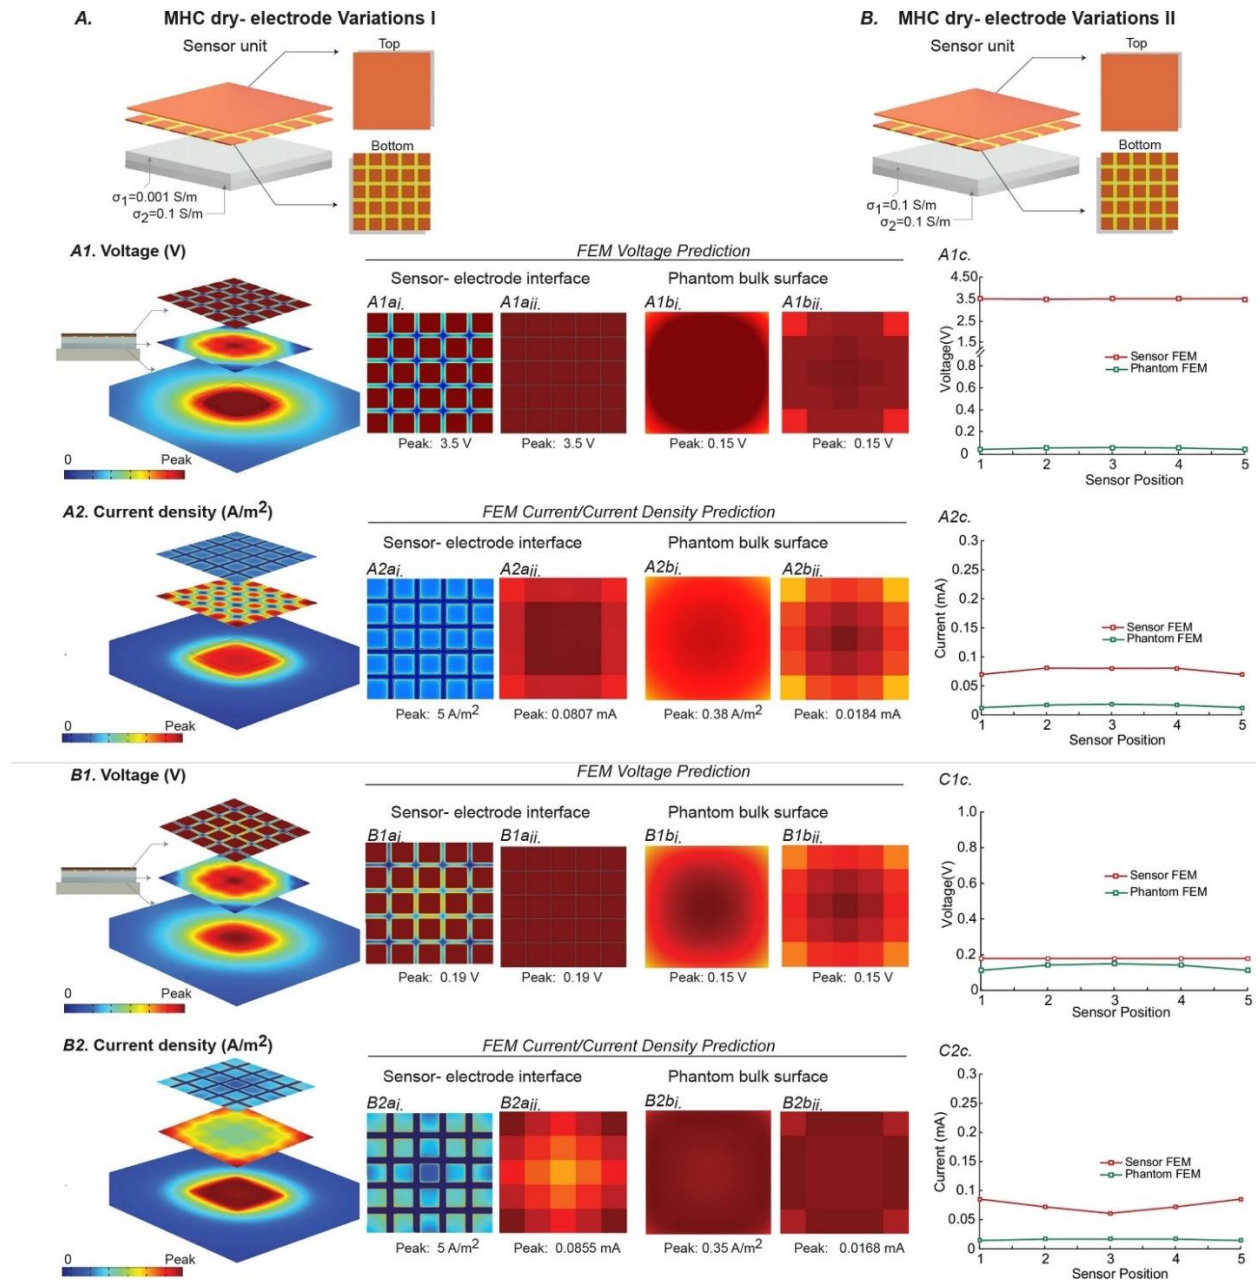 A. MHC dry- electrode Variations I
Sensor unit
Top
Bottom
σ1=0.001 S/m
σ2=0.1 S/m
B. MHC dry- electrode Variations II
Sensor unit
Top
Bottom
σ1=0.1 S/m
σ2=0.1 S/m
A1. Voltage (V)
0 Peak
FEM Voltage Prediction
Sensor- electrode interface
Phantom bulk surface
A1ai.
A1aii.
A1bi.
A1bii.
Peak: 3.5 V
Peak: 3.5 V
Peak: 0.15 V
Peak: 0.15 V
A1c.
Voltage(V)
4.50
3.5
2.5
1.5
0.8
0.6
0.4
0.2
0
Sensor FEM
Phantom FEM
1 2 3 4 5
Sensor Position
A2. Current density (A/m2)
0 Peak
FEM Current/Current Density Prediction
Sensor- electrode interface
Phantom bulk surface
A2ai.
A2aii.
A2bi.
A2bii.
Peak: 5 A/m2
Peak: 0.0807 mA
Peak: 0.38 A/m2
Peak: 0.0184 mA
A2c.
Current (mA)
0.3
0.25
0.2
0.15
0.1
0.05
0
Sensor FEM
Phantom FEM
1 2 3 4 5
Sensor Position
B1. Voltage (V)
0 Peak
FEM Voltage Prediction
Sensor- electrode interface
Phantom bulk surface
B1ai.
B1aii.
B1bi.
B1bii.
Peak: 0.19 V
Peak: 0.19 V
Peak: 0.15 V
Peak: 0.15 V
C1c.
Voltage(V)
1.0
0.8
0.6
0.4
0.2
0
Sensor FEM
Phantom FEM
1 2 3 4 5
Sensor Position
B2. Current density (A/m2)
0 Peak
FEM Current/Current Density Prediction
Sensor- electrode interface
Phantom bulk surface
B2ai.
B2aii.
B2bi.
B2bii.
Peak: 5 A/m2
Peak: 0.0855 mA
Peak: 0.35 A/m2
Peak: 0.0168 mA
C2c.
Current (mA)
0.3
0.25
0.2
0.15
0.1
0.05
0
Sensor FEM
Phantom FEM
1 2 3 4 5
Sensor Position